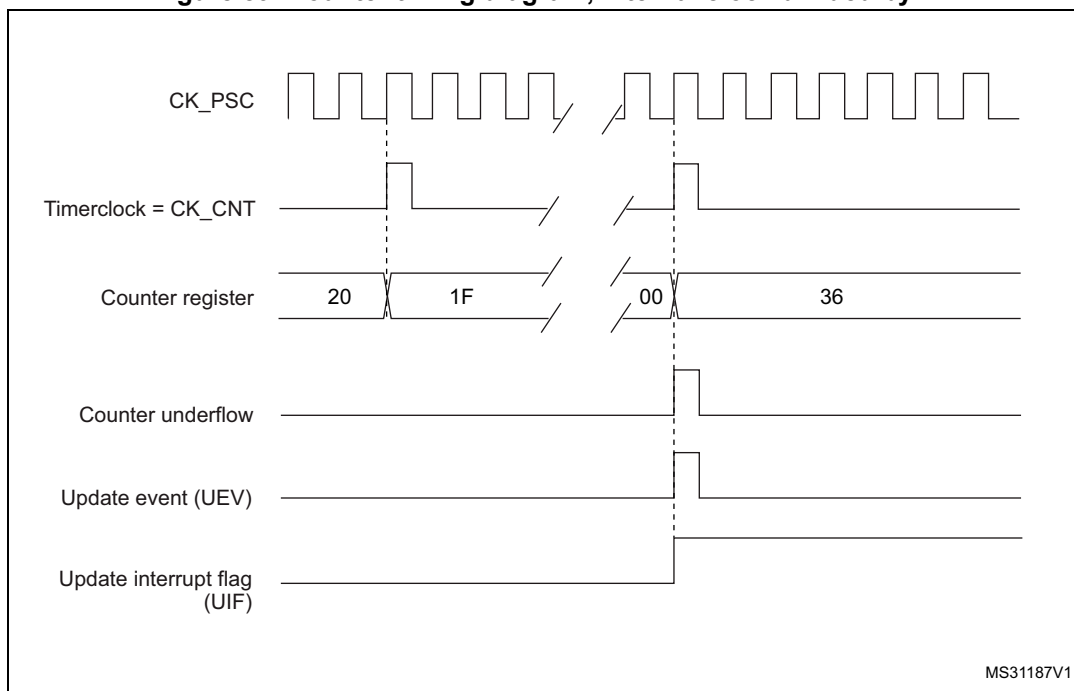 CK_PSC
Timerclock = CK_CNT
Counter register
20
1F
00
36
Counter underflow
Update event (UEV)
Update interrupt flag
(UIF)
MS31187V1